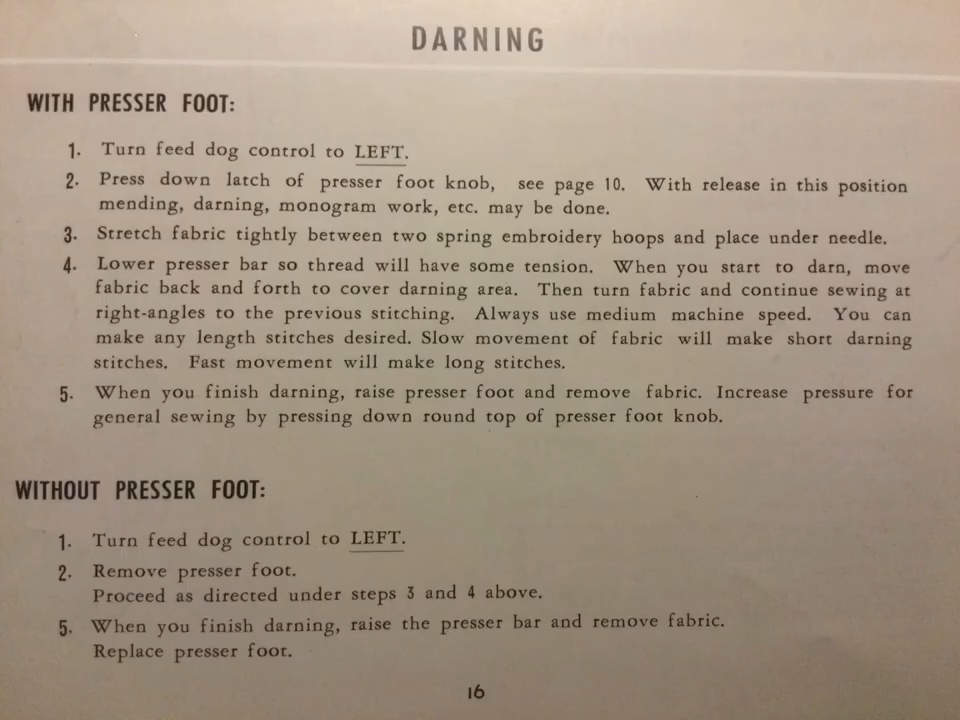 DARNING
WITH PRESSER FOOT:
1. Turn feed dog control to LEFT.
2. Press down latch of presser foot knob, see page 10. With release in this position
mending, darning, monogram work, etc. may be done.
3. Stretch fabric tightly between two spring embroidery hoops and place under needle.
4. Lower presser bar so thread will have some tension. When you start to darn, move
fabric back and forth to cover darning area. Then turn fabric and continue sewing at
right-angles to the previous stitching. Always use medium machine speed. You can
make any length stitches desired. Slow movement of fabric will make short darning
stitches. Fast movement will make long stitches.
5. When you finish darning, raise presser foot and remove fabric. Increase pressure for
general sewing by pressing down round top of presser foot knob.
WITHOUT PRESSER FOOT:
1. Turn feed dog control to LEFT.
2. Remove presser foot.
Proceed as directed under steps 3 and 4 above.
5. When you finish darning, raise the presser bar and remove fabric.
Replace presser foot.
16